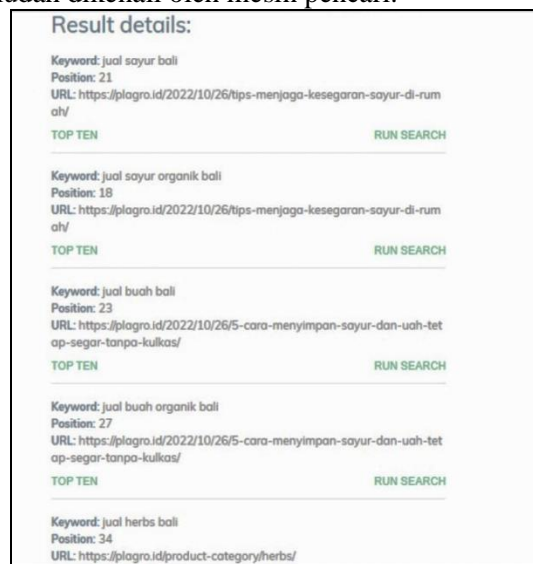 mudah dikenali oleh mesin pencari.
Result details:
Keyword: jual sayur bali
Position: 21
URL: https://plagro.id/2022/10/26/tips-menjaga-kesegaran-sayur-di-rum
ah/
TOP TEN RUN SEARCH
Keyword: jual sayur organik bali
Position: 18
URL: https://plagro.id/2022/10/26/tips-menjaga-kesegaran-sayur-di-rum
ah/
TOP TEN RUN SEARCH
Keyword: jual buah bali
Position: 23
URL: https://plagro.id/2022/10/26/5-cara-menyimpan-sayur-dan-uah-tet
ap-segar-tanpa-kulkas/
TOP TEN RUN SEARCH
Keyword: jual buah organik bali
Position: 27
URL: https://plagro.id/2022/10/26/5-cara-menyimpan-sayur-dan-uah-tet
ap-segar-tanpa-kulkas/
TOP TEN RUN SEARCH
Keyword: jual herbs bali
Position: 34
URL: https://plagro.id/product-category/herbs/